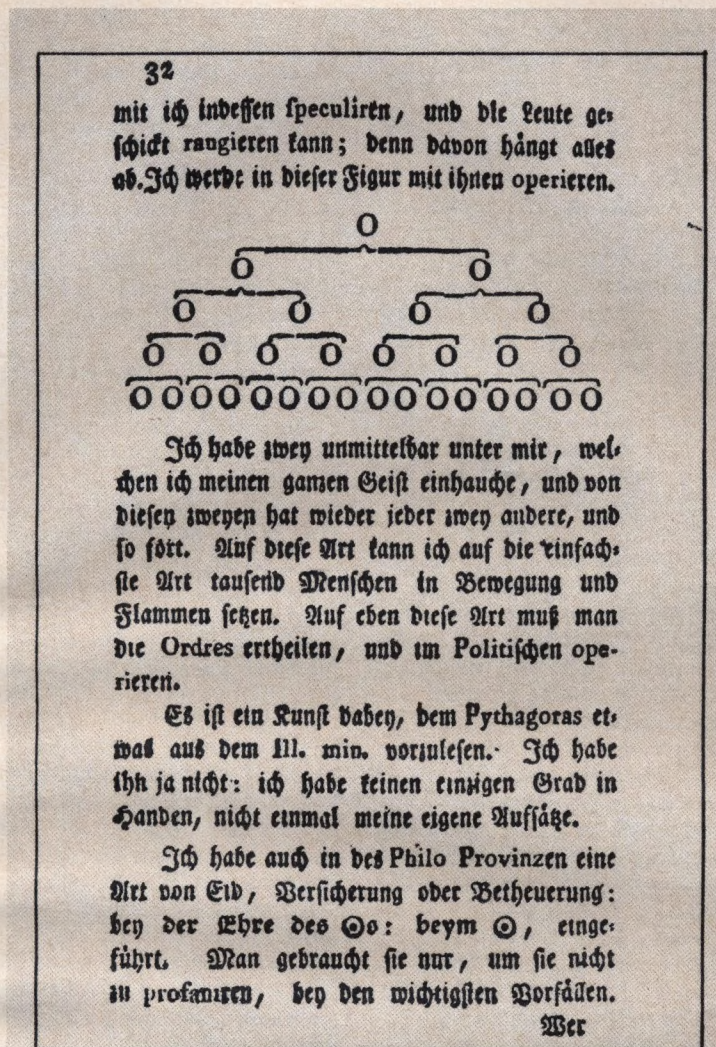 32
mit ich indessen speculiren, und die Leute ge-
schickt rangieren kann; denn davon hängt alles
ab. Ich werde in dieser Figur mit ihnen operieren.
O
O O
O O O O
O O O O O O O O
O O O O O O O O O O O O O O O O
Ich habe zwey unmittelbar unter mir, wel-
chen ich meinen ganzen Geist einhauche, und von
diesen zweyen hat wieder jeder zwey andere, und
so fort. Auf diese Art kann ich auf die einfach-
ste Art tausend Menschen in Bewegung und
Flammen setzen. Auf eben diese Art muß man
die Ordres ertheilen, und im Politischen ope-
rieren.
Es ist ein Kunst dabey, dem Pythagoras et-
was aus dem Ill. min. vorzulesen. Ich habe
ihn ja nicht: ich habe keinen einzigen Grad in
Handen, nicht einmal meine eigene Aufsätze.
Ich habe auch in des Philo Provinzen eine
Art von Eid, Versicherung oder Betheuerung:
bey der Ehre des ⊙s: beym ⊙, einge-
führt. Man gebraucht sie nur, um sie nicht
zu profaniren, bey den wichtigsten Vorfällen.
Wer